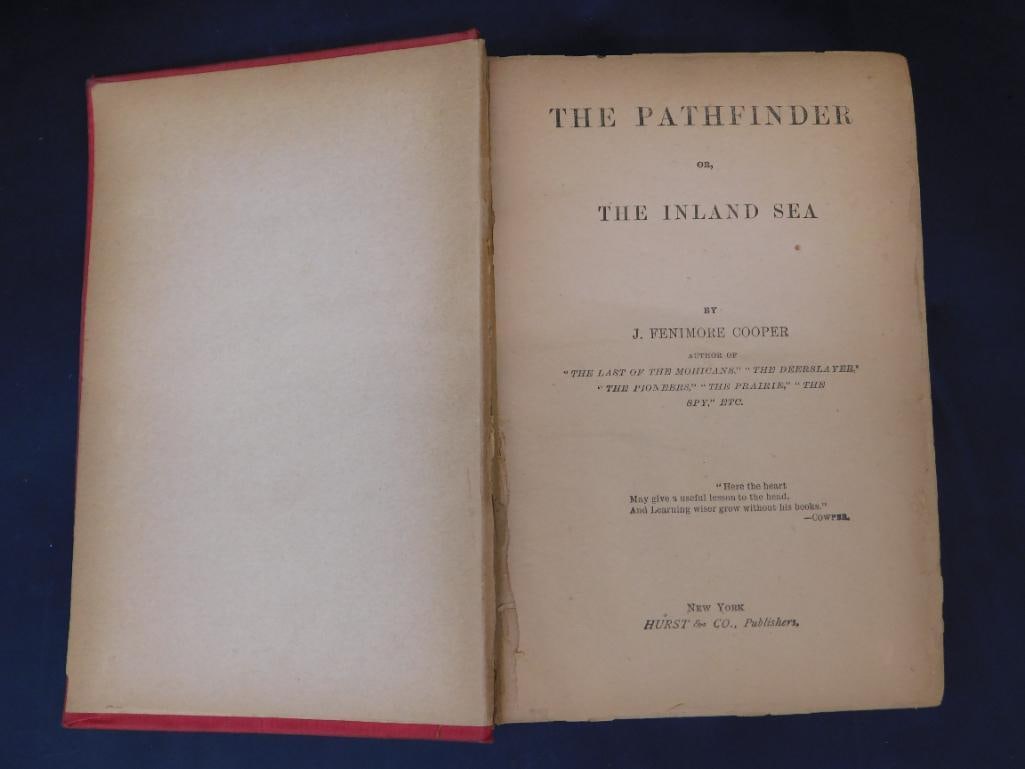 THE PATHFINDER
OR,
THE INLAND SEA
BY
J. FENIMORE COOPER
AUTHOR OF
"THE LAST OF THE MOHICANS," "THE DEERSLAYER,"
"THE PIONEERS," "THE PRAIRIE," "THE
SPY," ETC.
"Here the heart
May give a useful lesson to the head,
And Learning wiser grow without his books."
—COWPER.
NEW YORK
HURST & CO., Publishers.